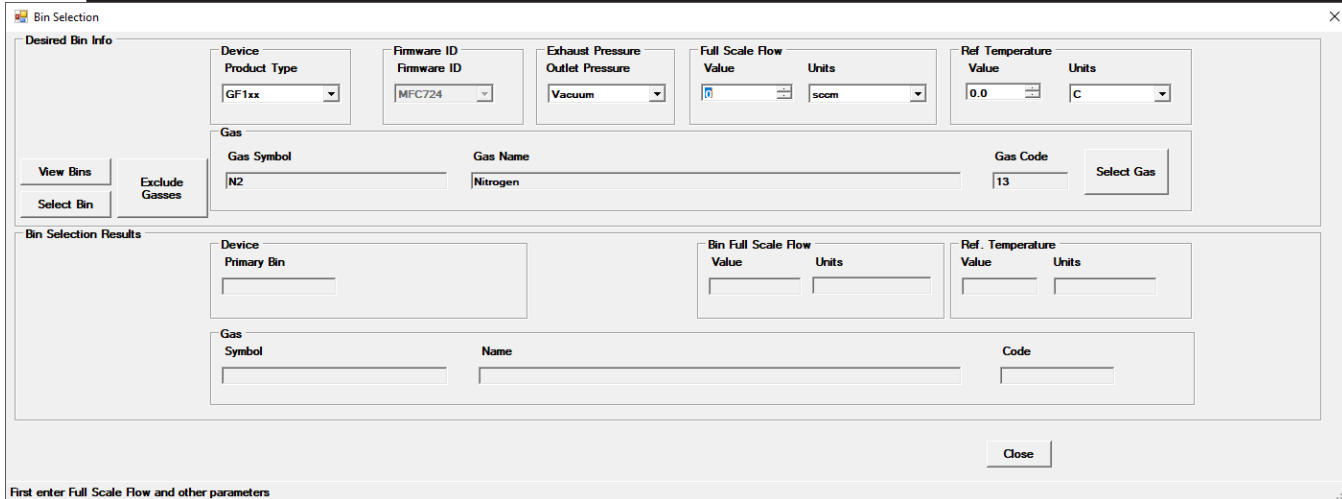 Bin Selection
Desired Bin Info
Device Firmware ID Exhaust Pressure Full Scale Flow Ref Temperature
Product Type Firmware ID Outlet Pressure Value Units Value Units
GF1xx MFC724 Vacuum 0 sccm 0.0 C
Gas
Gas Symbol Gas Name Gas Code
View Bins Exclude Gasses N2 Nitrogen 13 Select Gas
Select Bin
Bin Selection Results
Device Bin Full Scale Flow Ref. Temperature
Primary Bin Value Units Value Units
Gas
Symbol Name Code
Close
First enter Full Scale Flow and other parameters